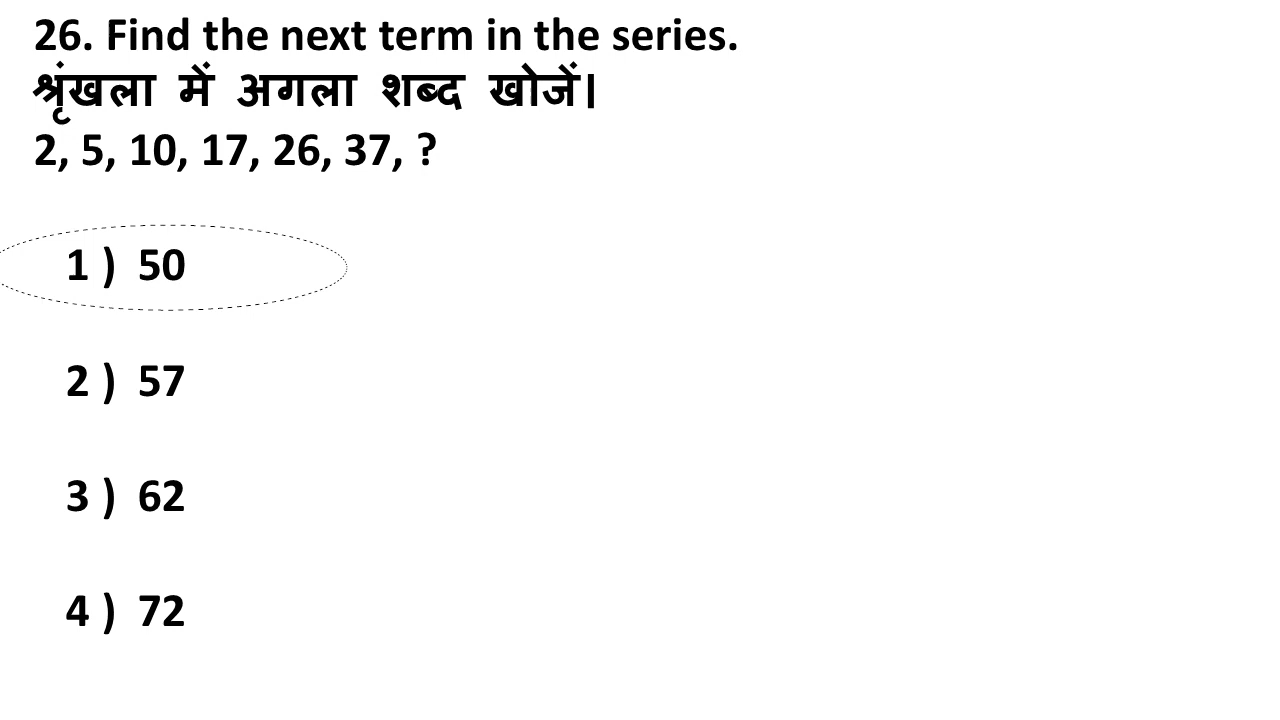 26. Find the next term in the series.
श्रृंखला में अगला शब्द खोजें।
2, 5, 10, 17, 26, 37, ?
1 ) 50
2 ) 57
3 ) 62
4 ) 72